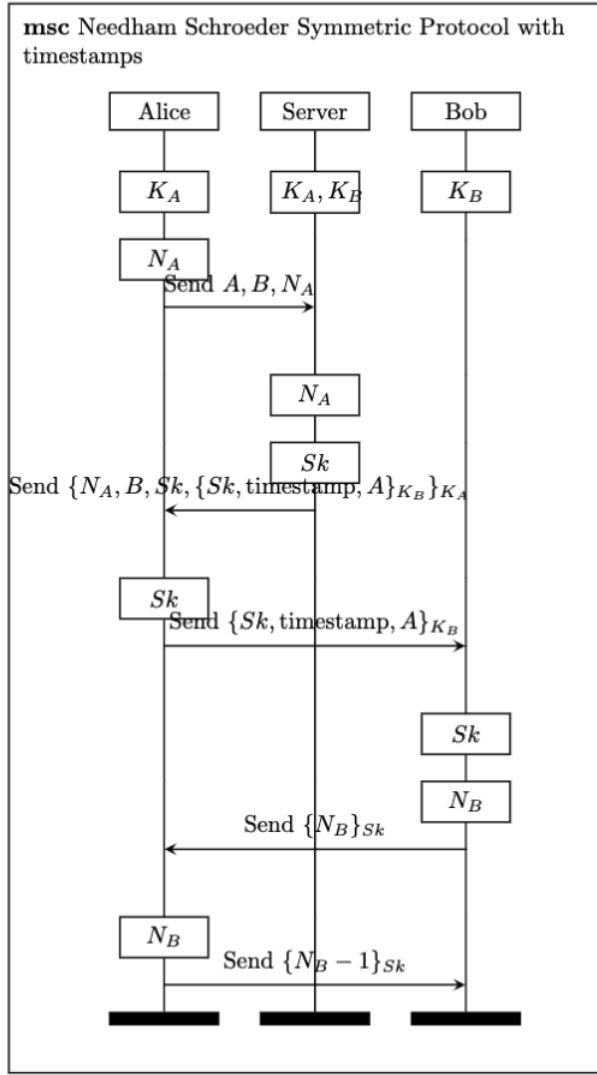 msc Needham Schroeder Symmetric Protocol with
timestamps
Alice Server Bob
K_A K_A, K_B K_B
N_A
Send A, B, N_A
N_A
Sk
Send {N_A, B, Sk, {Sk, timestamp, A}_{K_B}}_{K_A}
Sk
Send {Sk, timestamp, A}_{K_B}
Sk
N_B
Send {N_B}_{Sk}
N_B
Send {N_B − 1}_{Sk}